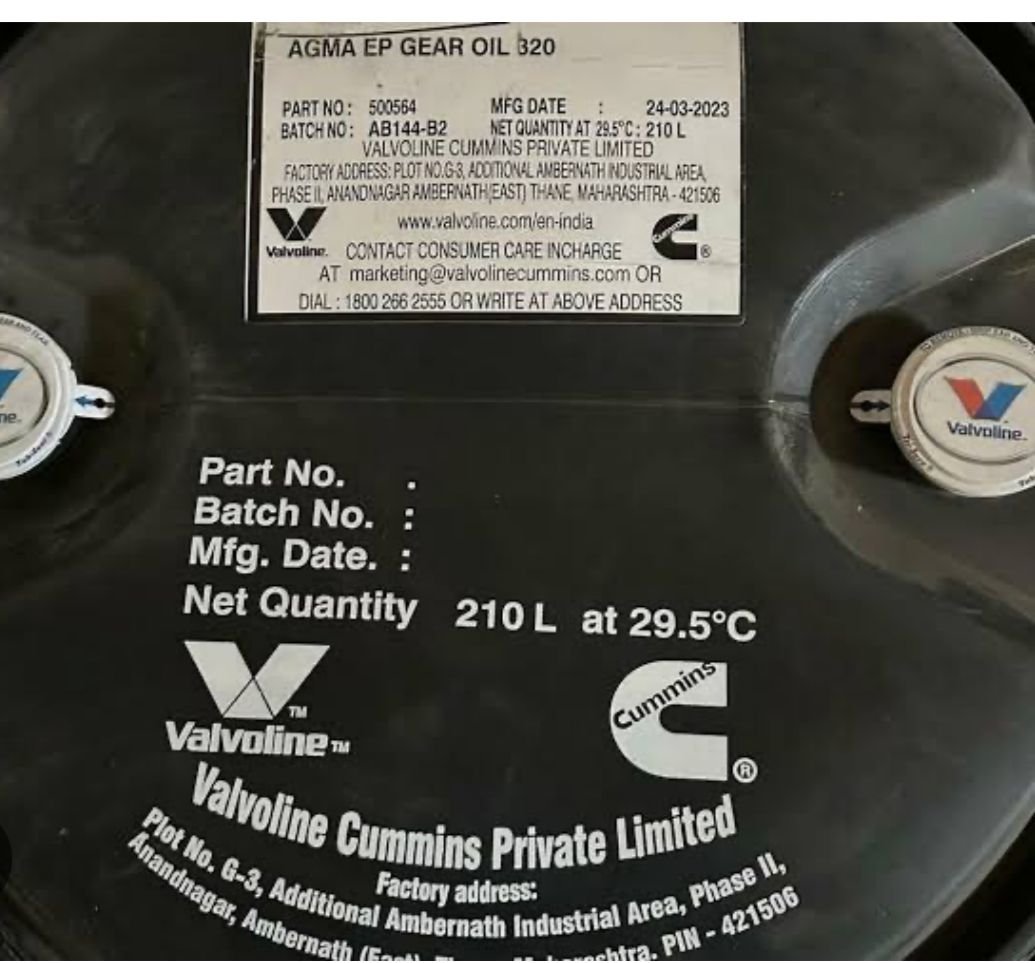 AGMA EP GEAR OIL 320
PART NO : 500564 MFG DATE : 24-03-2023
BATCH NO : AB144-B2 NET QUANTITY AT 29.5°C : 210 L
VALVOLINE CUMMINS PRIVATE LIMITED
FACTORY ADDRESS: PLOT NO.G-3, ADDITIONAL AMBERNATH INDUSTRIAL AREA,
PHASE II, ANANDNAGAR AMBERNATH(EAST) THANE, MAHARASHTRA - 421506
www.valvoline.com/en-india
Valvoline. Cummins ®
CONTACT CONSUMER CARE INCHARGE
AT marketing@valvolinecummins.com OR
DIAL : 1800 266 2555 OR WRITE AT ABOVE ADDRESS
Valvoline.
Part No. :
Batch No. :
Mfg. Date. :
Net Quantity 210 L at 29.5°C
Valvoline™ Cummins ®
Valvoline Cummins Private Limited
Factory address:
Plot No. G-3, Additional Ambernath Industrial Area, Phase II,
Anandnagar, Ambernath PIN - 421506